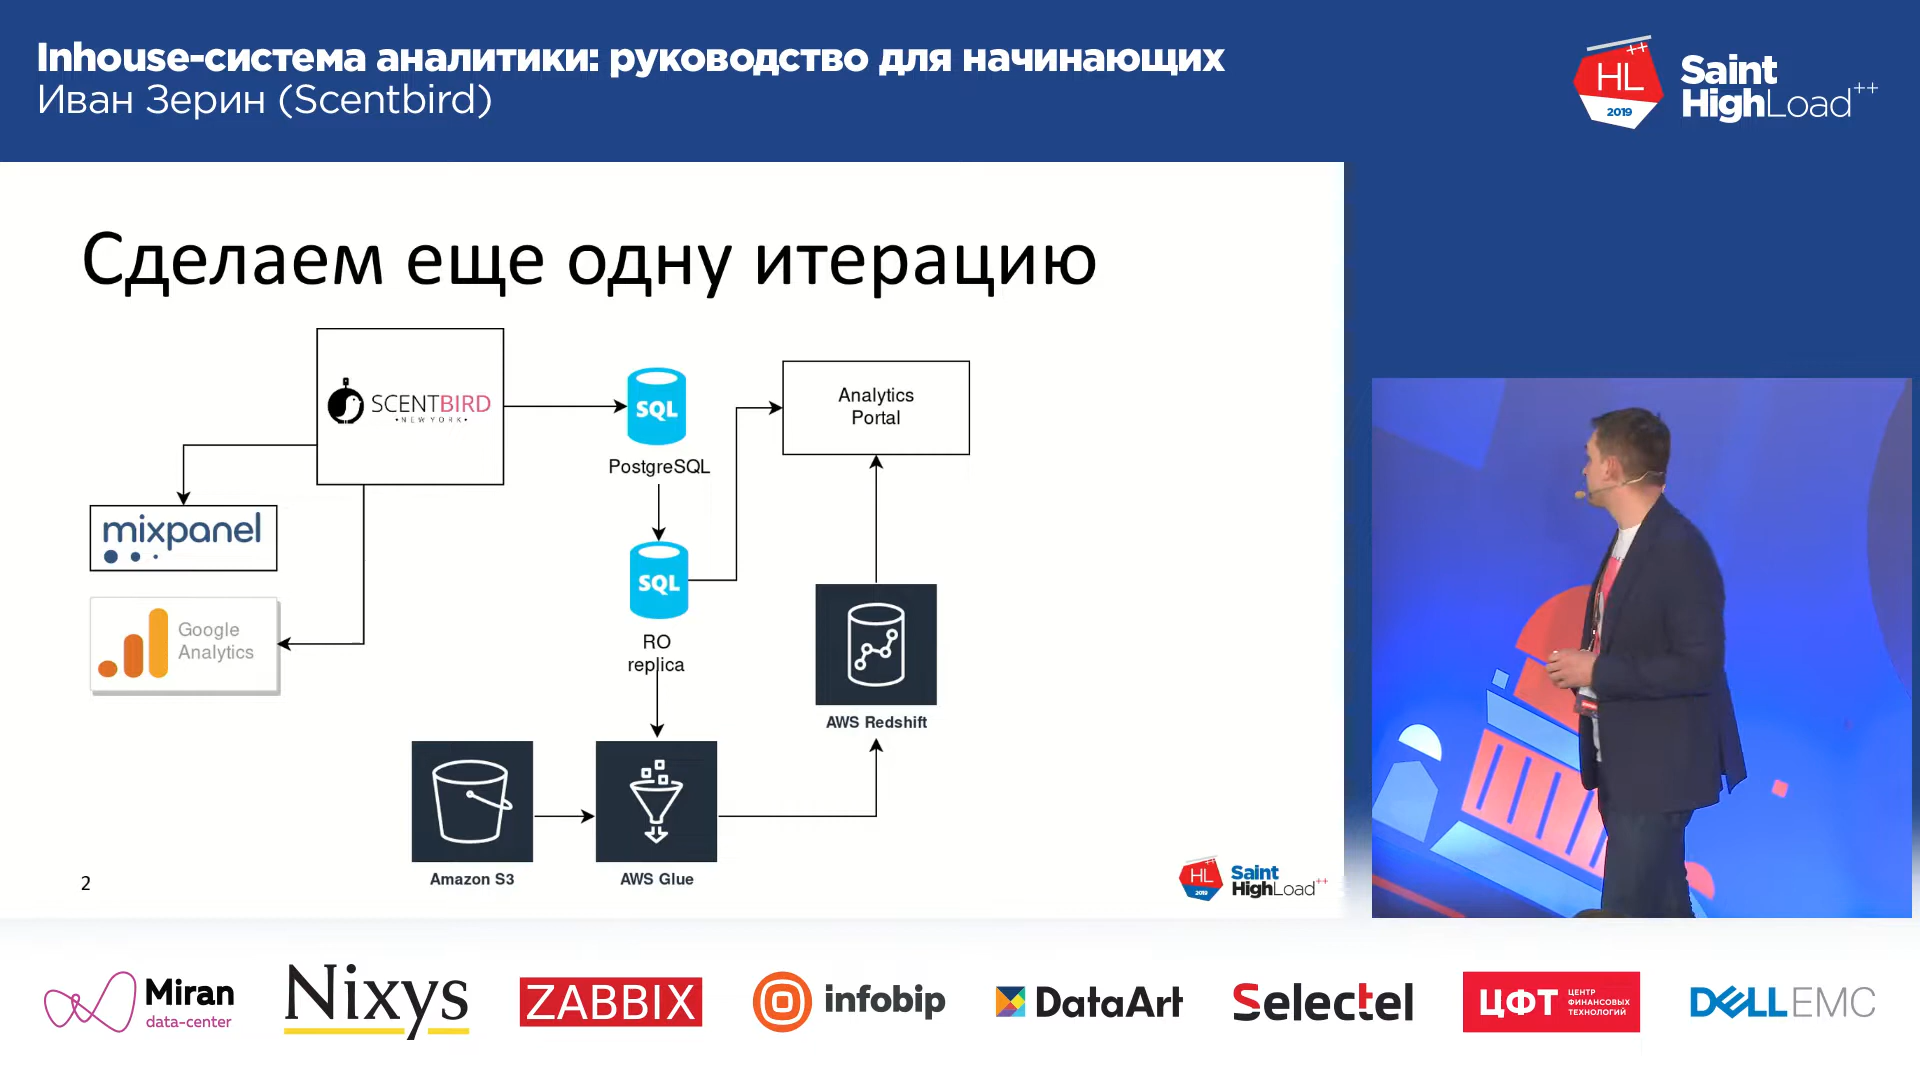 Inhouse-система аналитики: руководство для начинающих
Иван Зерин (Scentbird)
HL ++
2019
Saint
HighLoad++
Сделаем еще одну итерацию
SCENTBIRD
•NEW YORK•
SQL
PostgreSQL
Analytics
Portal
mixpanel
SQL
Google
Analytics
RO
replica
AWS Redshift
Amazon S3
AWS Glue
2
HL ++
2019
Saint
HighLoad++
Miran
data-center
Nixys
ZABBIX
infobip
DataArt
Selectel
ЦФТ
ЦЕНТР
ФИНАНСОВЫХ
ТЕХНОЛОГИЙ
DELLEMC